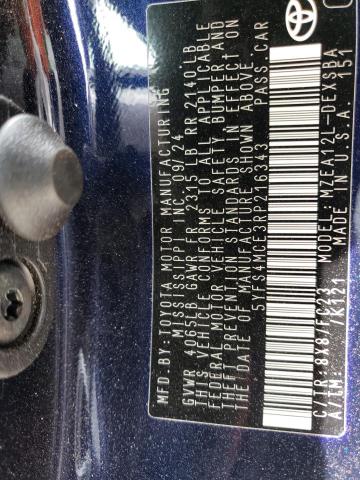 MFD.BY:TOYOTA MOTOR MANUFACTURING
MISSISSIPPI INC. 09/24
GVWR 4065LB GAWR FR 2315 LB RR 2140 LB
THIS VEHICLE CONFORMS TO ALL APPLICABLE
FEDERAL MOTOR VEHICLE SAFETY, BUMPER, AND
THEFT PREVENTION STANDARDS IN EFFECT ON
THE DATE OF MANUFACTURE SHOWN ABOVE.
5YFS4MCE3RP216343 PASS. CAR
C/TR:8X8/FC23 MODEL:MZEA12L-DEXSBA
A/TM: /K121 151
TOYOTA